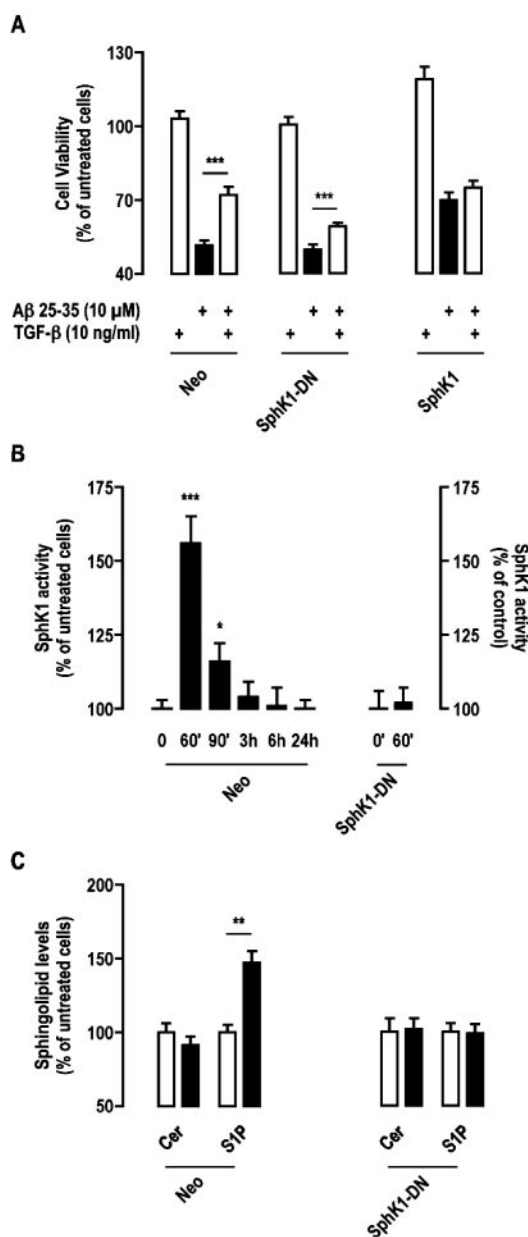 A
Cell Viability
(% of untreated cells)
130
100
70
40
***
***
Aβ 25-35 (10 µM) + + + + + +
TGF-β (10 ng/ml) + + + + + +
Neo
SphK1-DN
SphK1
B
SphK1 activity
(% of untreated cells)
175
150
125
100
***
*
0 60' 90' 3h 6h 24h
Neo
0' 60'
SphK1-DN
175
150
125
100
SphK1 activity
(% of control)
C
Sphingolipid levels
(% of untreated cells)
200
150
100
50
**
Cer S1P
Neo
Cer S1P
SphK1-DN